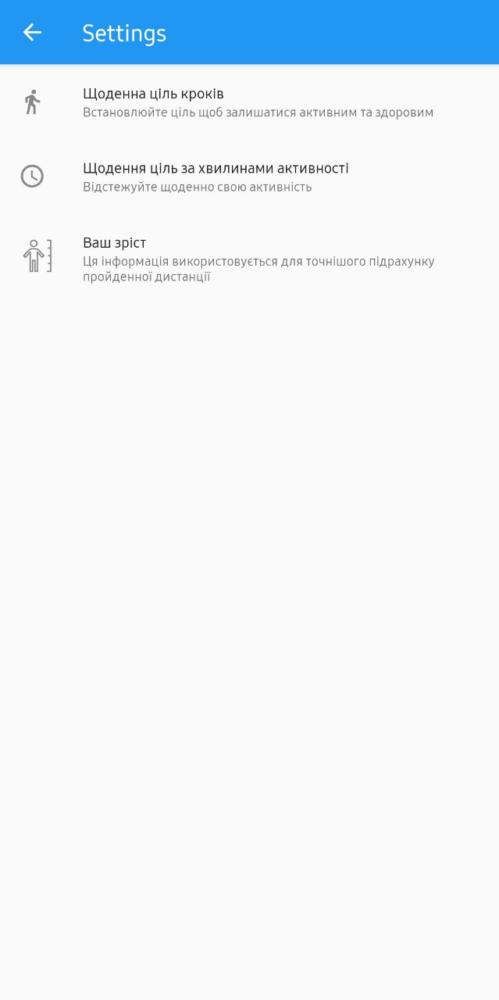 Settings
Щоденна ціль кроків
Встановлюйте ціль щоб залишатися активним та здоровим
Щодення ціль за хвилинами активності
Відстежуйте щоденно свою активність
Ваш зріст
Ця інформація використовується для точнішого підрахунку
пройденної дистанції